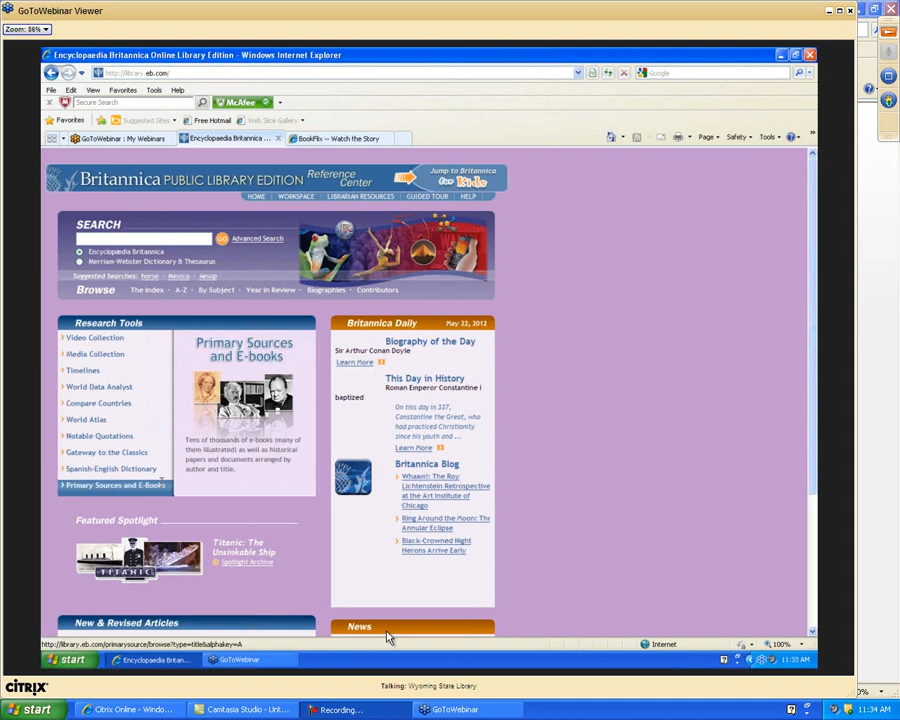 GoToWebinar Viewer
Zoom: 86%
Encyclopaedia Britannica Online Library Edition - Windows Internet Explorer
http://library.eb.com/
Google
File Edit View Favorites Tools Help
Secure Search
McAfee
Favorites
Suggested Sites
Free Hotmail
Web Slice Gallery
GoToWebinar : My Webinars
Encyclopaedia Britannica ...
BookFlix -- Watch the Story
Page
Safety
Tools
Britannica PUBLIC LIBRARY EDITION
Reference Center
Jump to Britannica for Kids
HOME | WORKSPACE | LIBRARIAN RESOURCES | GUIDED TOUR | HELP
SEARCH
GO
Advanced Search
Encyclopædia Britannica
Merriam-Webster Dictionary & Thesaurus
Suggested Searches: horse · Mexico · Aesop
Browse The Index · A-Z · By Subject · Year in Review · Biographies · Contributors
Research Tools
Video Collection
Media Collection
Timelines
World Data Analyst
Compare Countries
World Atlas
Notable Quotations
Gateway to the Classics
Spanish-English Dictionary
Primary Sources and E-Books
Primary Sources
and E-books
Tens of thousands of e-books (many of
them illustrated) as well as historical
papers and documents arranged by
author and title.
Britannica Daily May 22, 2012
Biography of the Day
Sir Arthur Conan Doyle
Learn More
This Day in History
Roman Emperor Constantine I
baptized
On this day in 337,
Constantine the Great, who
had practiced Christianity
since his youth and ...
Learn More
Britannica Blog
Whaam!: The Roy
Lichtenstein Retrospective
at the Art Institute of
Chicago
Ring Around the Moon: The
Annular Eclipse
Black-Crowned Night
Herons Arrive Early
Featured Spotlight
TITANIC
Titanic: The
Unsinkable Ship
Spotlight Archive
New & Revised Articles
News
http://library.eb.com/primarysource/browse?type=title&alphakey=A
Internet
100%
start
Encyclopaedia Britan...
GoToWebinar
11:33 AM
CITRIX
Talking: Wyoming State Library
0%
start
Citrix Online - Windo...
Camtasia Studio - Unt...
Recording...
GoToWebinar
11:34 AM